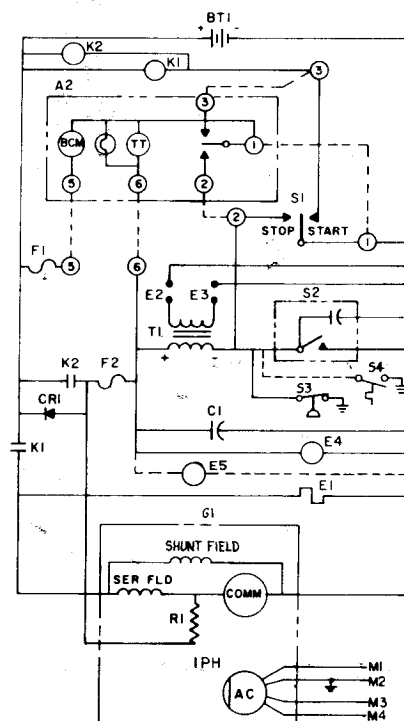 BT1
+ -
K2
K1
3
A2
3
BCM
TT
1
5
6
2
S1
2
STOP START
1
F1
5
6
E2 E3
S2
T1
+ -
S4
K2
F2
S3
CR1
C1
E4
K1
E5
E1
G1
SHUNT FIELD
SER FLD
COMM
R1
1PH
AC
M1
M2
M3
M4